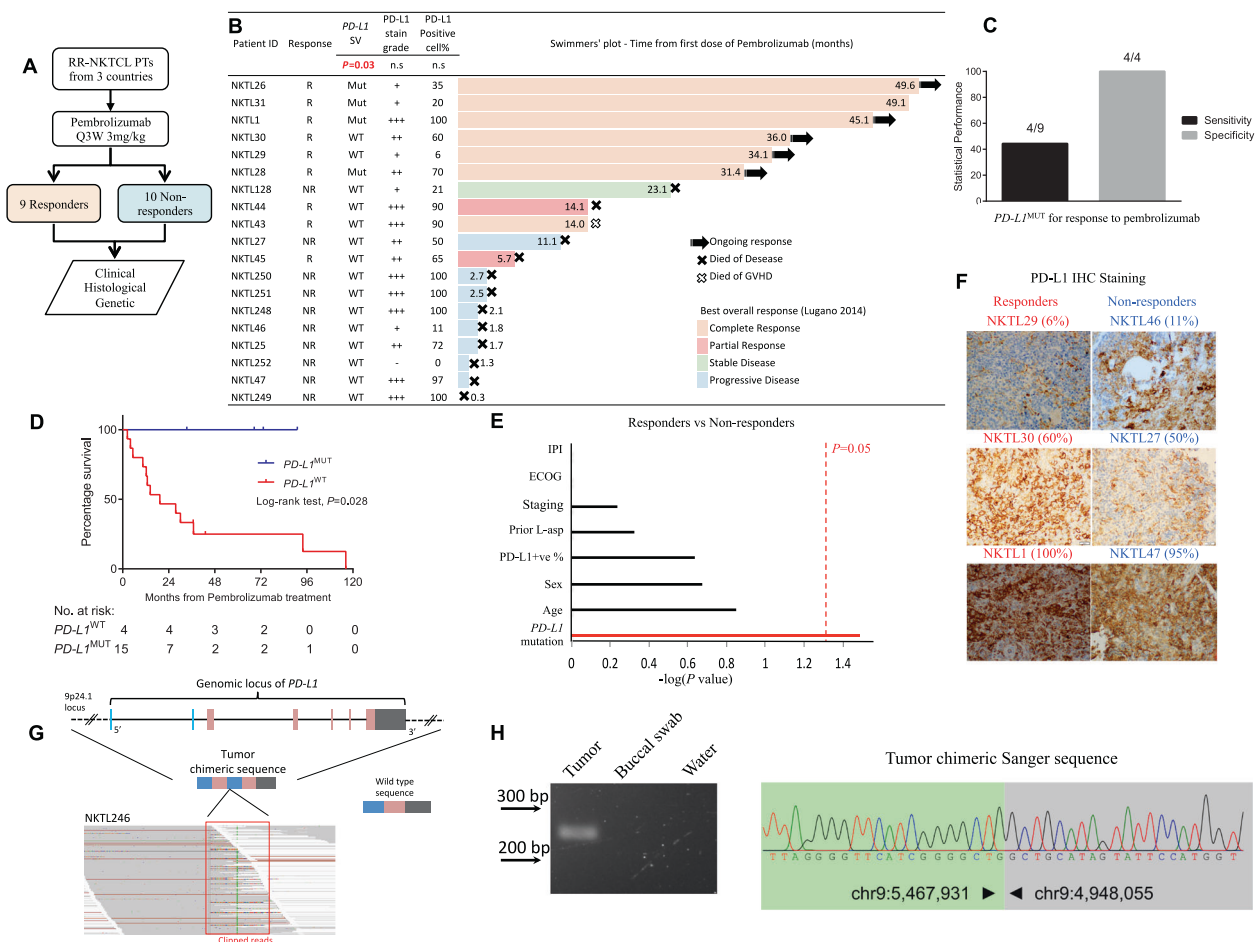 A
RR-NKTCL PTs
from 3 countries
Pembrolizumab
Q3W 3mg/kg
9 Responders
10 Non-
responders
Clinical
Histological
Genetic
B
Patient ID Response PD-L1 SV PD-L1 stain grade PD-L1 Positive cell% Swimmers' plot - Time from first dose of Pembrolizumab (months)
P=0.03 n.s n.s
NKTL26 R Mut + 35 49.6
NKTL31 R Mut + 20 49.1
NKTL1 R Mut +++ 100 45.1
NKTL30 R WT ++ 60 36.0
NKTL29 R WT + 6 34.1
NKTL28 R Mut ++ 70 31.4
NKTL128 NR WT + 21 23.1
NKTL44 R WT +++ 90 14.1
NKTL43 R WT +++ 90 14.0
NKTL27 NR WT ++ 50 11.1
NKTL45 R WT ++ 65 5.7
NKTL250 NR WT +++ 100 2.7
NKTL251 NR WT +++ 100 2.5
NKTL248 NR WT +++ 100 2.1
NKTL46 NR WT + 11 1.8
NKTL25 NR WT ++ 72 1.7
NKTL252 NR WT - 0 1.3
NKTL47 NR WT +++ 97
NKTL249 NR WT +++ 100 0.3
Ongoing response
Died of Desease
Died of GVHD
Best overall response (Lugano 2014)
Complete Response
Partial Response
Stable Disease
Progressive Disease
C
Statistical Performance
100
80
60
40
20
0
4/9
4/4
Sensitivity
Specificity
PD-L1MUT for response to pembrolizumab
D
Percentage survival
100
50
0
PD-L1MUT
PD-L1WT
Log-rank test, P=0.028
0 24 48 72 96 120
Months from Pembrolizumab treatment
No. at risk:
PD-L1WT 4 4 3 2 0 0
PD-L1MUT 15 7 2 2 1 0
E
Responders vs Non-responders
P=0.05
IPI
ECOG
Staging
Prior L-asp
PD-L1+ve %
Sex
Age
PD-L1
mutation
0 0.2 0.4 0.6 0.8 1 1.2 1.4
-log(P value)
F
PD-L1 IHC Staining
Responders Non-responders
NKTL29 (6%) NKTL46 (11%)
NKTL30 (60%) NKTL27 (50%)
NKTL1 (100%) NKTL47 (95%)
G
Genomic locus of PD-L1
9p24.1
locus
5′
3′
Tumor
chimeric sequence
Wild type
sequence
NKTL246
Clipped reads
H
Tumor
Buccal swab
Water
300 bp
200 bp
Tumor chimeric Sanger sequence
TTAGGGGTTCATCGGGGCTGGCTGCATAGTATTCCATGGT
chr9:5,467,931
chr9:4,948,055